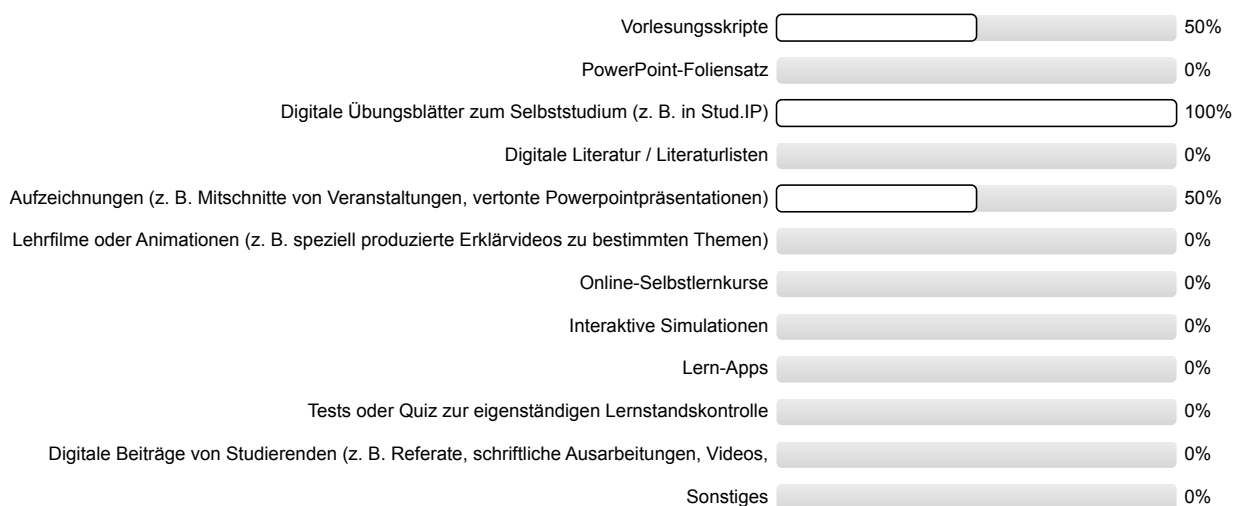 Vorlesungsskripte 50%
PowerPoint-Foliensatz 0%
Digitale Übungsblätter zum Selbststudium (z. B. in Stud.IP) 100%
Digitale Literatur / Literaturlisten 0%
Aufzeichnungen (z. B. Mitschnitte von Veranstaltungen, vertonte Powerpointpräsentationen) 50%
Lehrfilme oder Animationen (z. B. speziell produzierte Erklärvideos zu bestimmten Themen) 0%
Online-Selbstlernkurse 0%
Interaktive Simulationen 0%
Lern-Apps 0%
Tests oder Quiz zur eigenständigen Lernstandskontrolle 0%
Digitale Beiträge von Studierenden (z. B. Referate, schriftliche Ausarbeitungen, Videos, 0%
Sonstiges 0%